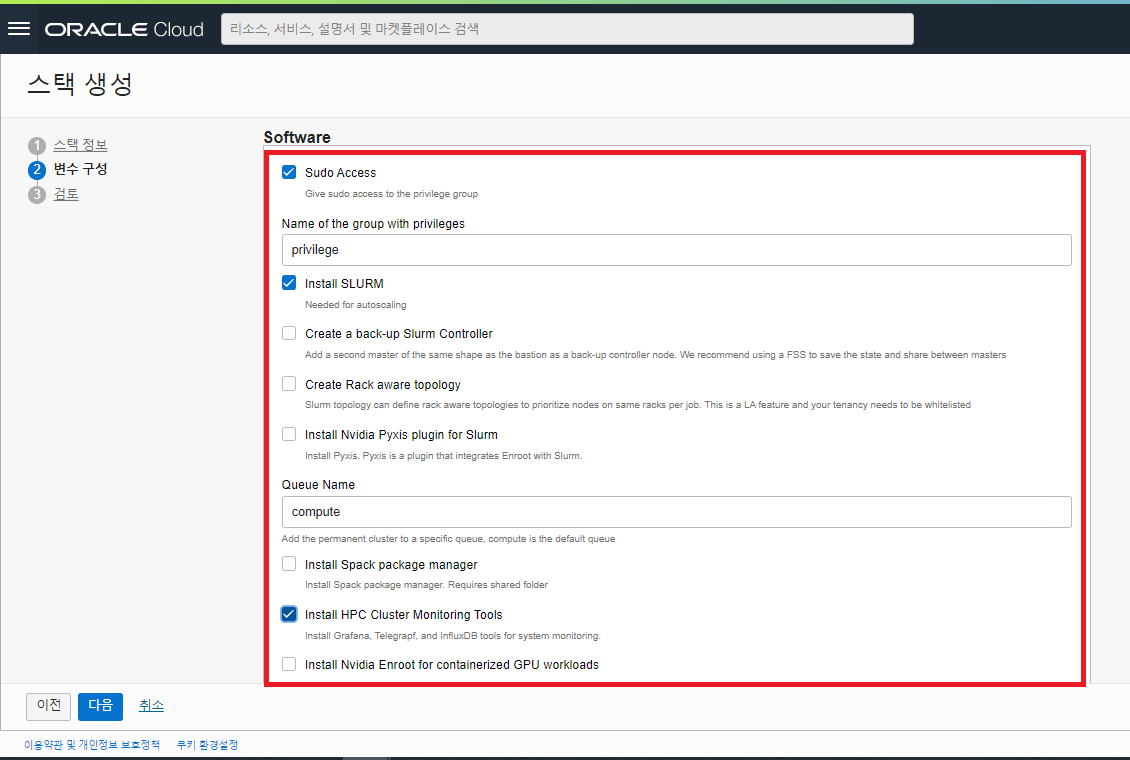 ORACLE Cloud
리소스, 서비스, 설명서 및 마켓플레이스 검색
스택 생성
1 스택 정보
2 변수 구성
3 검토
Software
Sudo Access
Give sudo access to the privilege group
Name of the group with privileges
privilege
Install SLURM
Needed for autoscaling
Create a back-up Slurm Controller
Add a second master of the same shape as the bastion as a back-up controller node. We recommend using a FSS to save the state and share between masters
Create Rack aware topology
Slurm topology can define rack aware topologies to prioritize nodes on same racks per job. This is a LA feature and your tenancy needs to be whitelisted
Install Nvidia Pyxis plugin for Slurm
Install Pyxis. Pyxis is a plugin that integrates Enroot with Slurm.
Queue Name
compute
Add the permanent cluster to a specific queue, compute is the default queue
Install Spack package manager
Install Spack package manager. Requires shared folder
Install HPC Cluster Monitoring Tools
Install Grafana, Telegrapf, and InfluxDB tools for system monitoring.
Install Nvidia Enroot for containerized GPU workloads
이전 다음 취소
이용약관 및 개인정보 보호정책 쿠키 환경설정